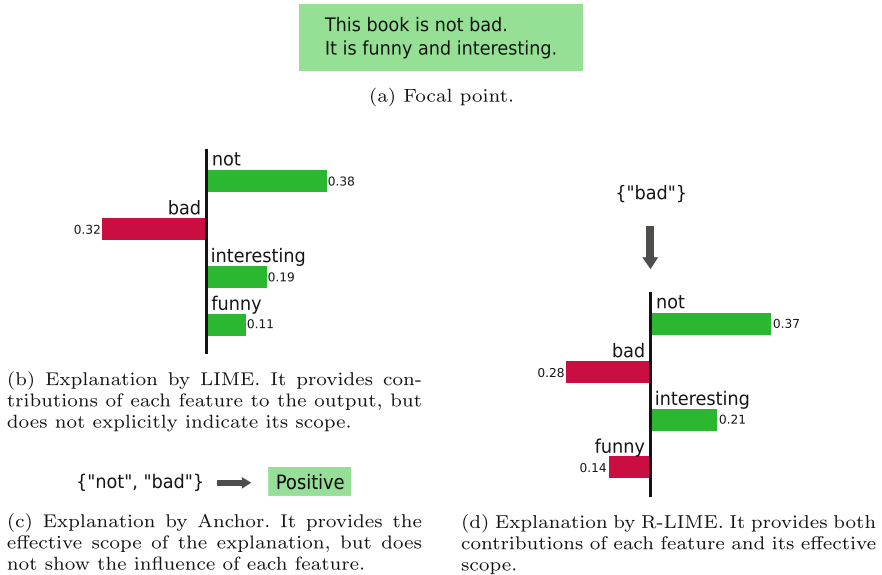 This book is not bad.
It is funny and interesting.
(a) Focal point.
not
0.38
bad
0.32
interesting
0.19
funny
0.11
(b) Explanation by LIME. It provides con-
tributions of each feature to the output, but
does not explicitly indicate its scope.
{"not", "bad"}
Positive
(c) Explanation by Anchor. It provides the
effective scope of the explanation, but does
not show the influence of each feature.
{"bad"}
not
0.37
bad
0.28
interesting
0.21
funny
0.14
(d) Explanation by R-LIME. It provides both
contributions of each feature and its effective
scope.